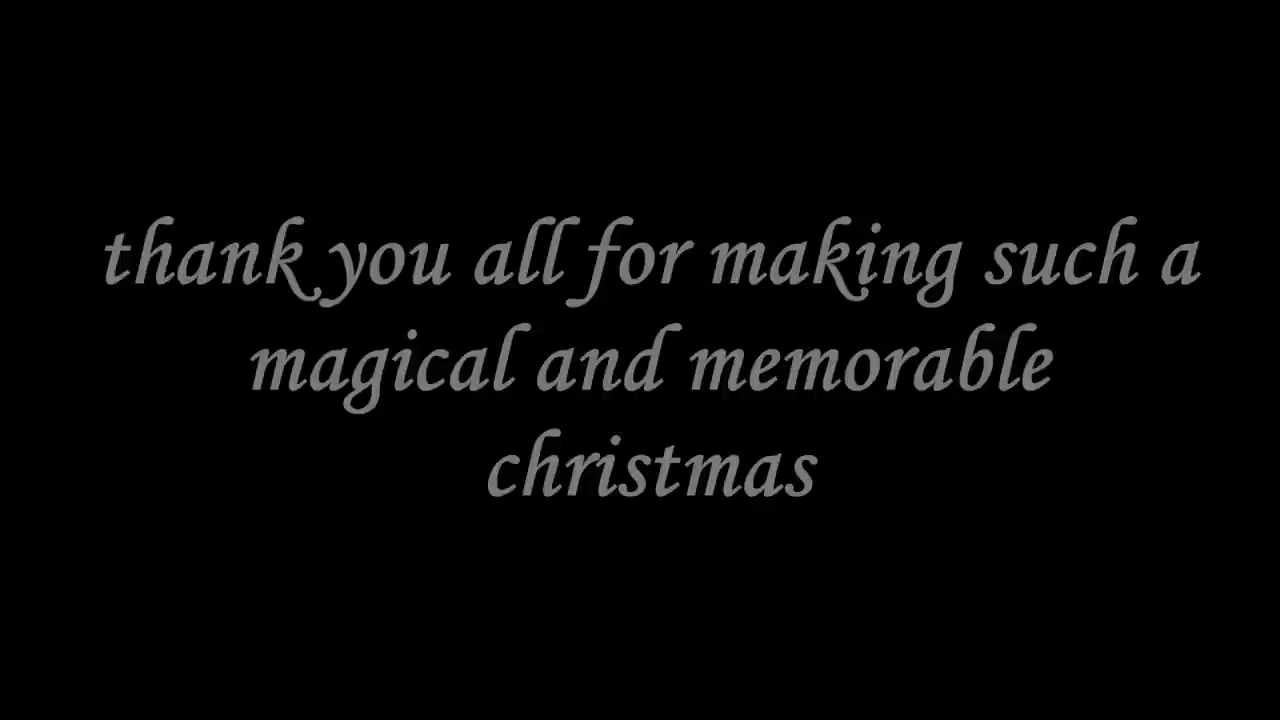 thank you all for making such a
magical and memorable
christmas